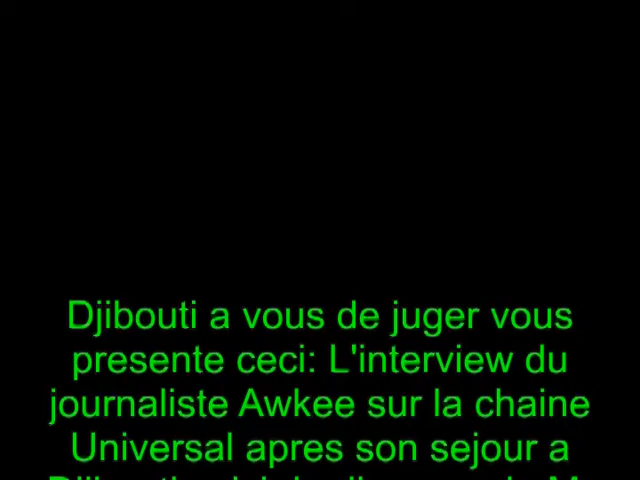 Djibouti a vous de juger vous
presente ceci: L'interview du
journaliste Awkee sur la chaine
Universal apres son sejour a